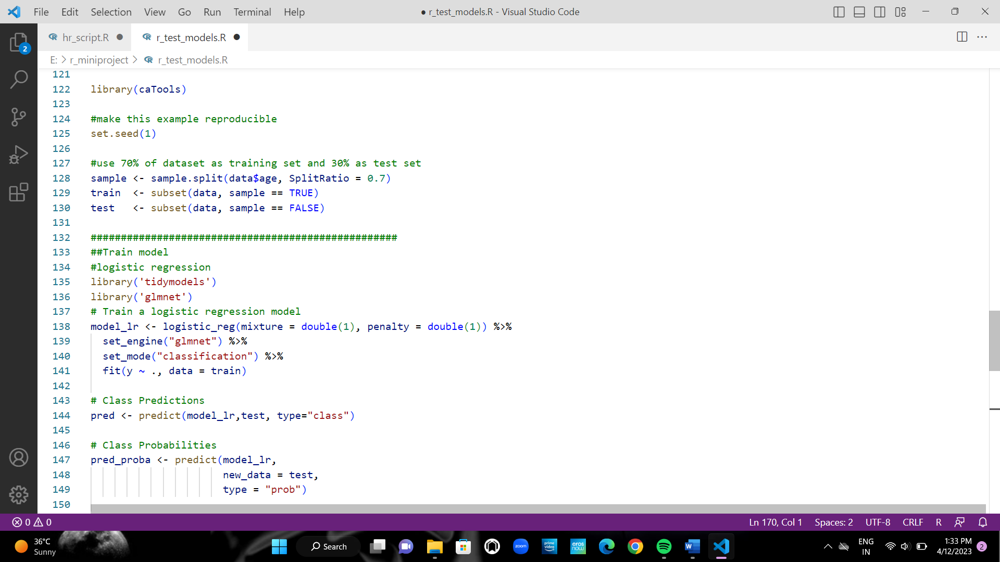 File Edit Selection View Go Run Terminal Help ● r_test_models.R - Visual Studio Code
hr_script.R ● r_test_models.R ●
2
E: > r_miniproject > r_test_models.R
121
122 library(caTools)
123
124 #make this example reproducible
125 set.seed(1)
126
127 #use 70% of dataset as training set and 30% as test set
128 sample <- sample.split(data$age, SplitRatio = 0.7)
129 train  <- subset(data, sample == TRUE)
130 test   <- subset(data, sample == FALSE)
131
132 ###################################################
133 ##Train model
134 #logistic regression
135 library('tidymodels')
136 library('glmnet')
137 # Train a logistic regression model
138 model_lr <- logistic_reg(mixture = double(1), penalty = double(1)) %>%
139   set_engine("glmnet") %>%
140   set_mode("classification") %>%
141   fit(y ~ ., data = train)
142
143 # Class Predictions
144 pred <- predict(model_lr,test, type="class")
145
146 # Class Probabilities
147 pred_proba <- predict(model_lr,
148                       new_data = test,
149                       type = "prob")
150
0 0 Ln 170, Col 1 Spaces: 2 UTF-8 CRLF R
36°C
Sunny
Search
zoom
prime video
eros now
W
ENG
IN
1:33 PM
4/12/2023
2